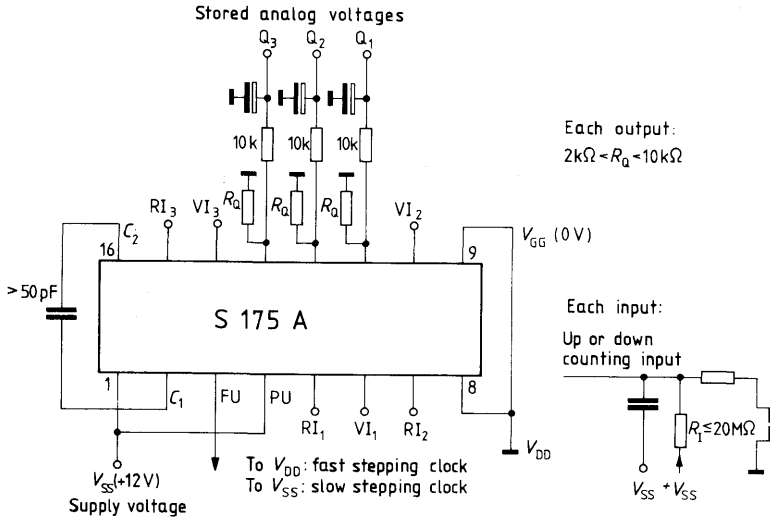 Stored analog voltages
Q3 Q2 Q1
10k 10k 10k
Each output:
2kΩ<RQ<10kΩ
RQ RQ RQ
C2 RI3 VI3 VI2
16 9
VGG (0V)
>50pF
S 175 A
Each input:
Up or down
counting input
1 8
C1 FU PU
RI1 VI1 RI2
RI≤20MΩ
VDD
VSS(+12V)
Supply voltage
To VDD: fast stepping clock
To VSS: slow stepping clock
VSS +VSS